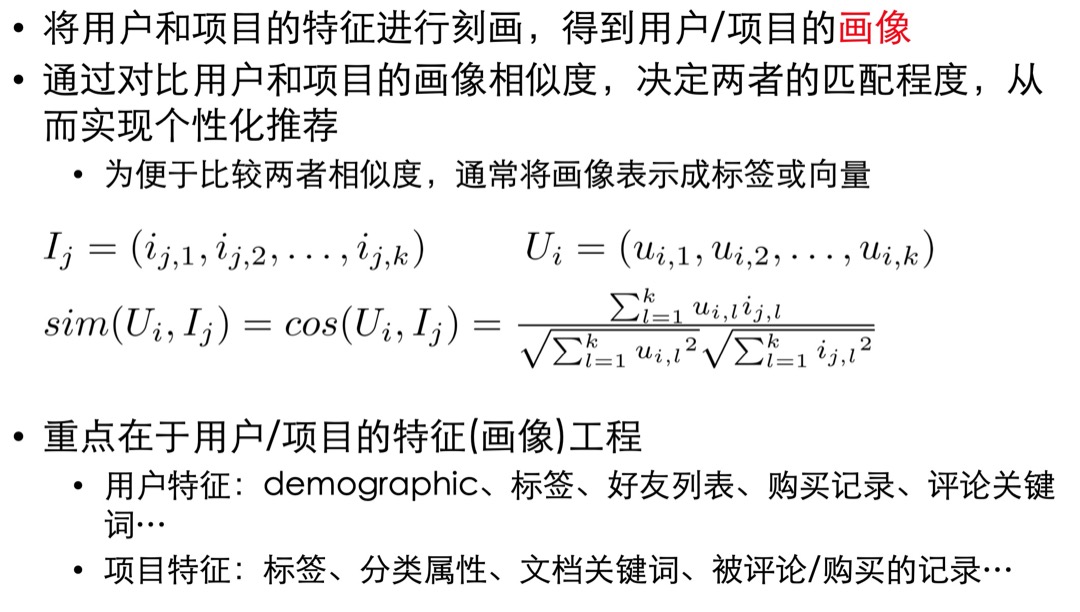 • 将用户和项目的特征进行刻画，得到用户/项目的画像
• 通过对比用户和项目的画像相似度，决定两者的匹配程度，从
而实现个性化推荐
• 为便于比较两者相似度，通常将画像表示成标签或向量
I_j = (i_{j,1}, i_{j,2}, . . . , i_{j,k}) U_i = (u_{i,1}, u_{i,2}, . . . , u_{i,k})
sim(U_i, I_j) = cos(U_i, I_j) = \frac{\sum_{l=1}^{k} u_{i,l} i_{j,l}}{\sqrt{\sum_{l=1}^{k} {u_{i,l}}^2} \sqrt{\sum_{l=1}^{k} {i_{j,l}}^2}}
• 重点在于用户/项目的特征(画像)工程
• 用户特征：demographic、标签、好友列表、购买记录、评论关键
词…
• 项目特征：标签、分类属性、文档关键词、被评论/购买的记录…